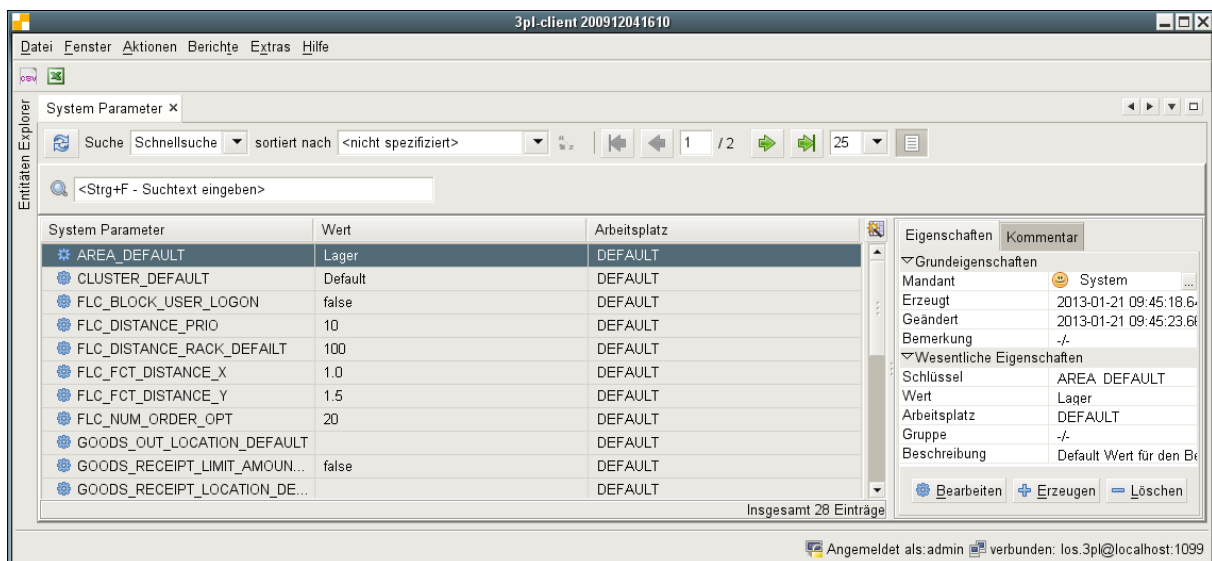 3pl-client 200912041610
Datei Fenster Aktionen Berichte Extras Hilfe
csv
Entitäten Explorer
System Parameter ×
Suche Schnellsuche sortiert nach <nicht spezifiziert> 1 / 2 25
<Strg+F - Suchtext eingeben>
System Parameter Wert Arbeitsplatz
AREA_DEFAULT Lager DEFAULT
CLUSTER_DEFAULT Default DEFAULT
FLC_BLOCK_USER_LOGON false DEFAULT
FLC_DISTANCE_PRIO 10 DEFAULT
FLC_DISTANCE_RACK_DEFAILT 100 DEFAULT
FLC_FCT_DISTANCE_X 1.0 DEFAULT
FLC_FCT_DISTANCE_Y 1.5 DEFAULT
FLC_NUM_ORDER_OPT 20 DEFAULT
GOODS_OUT_LOCATION_DEFAULT DEFAULT
GOODS_RECEIPT_LIMIT_AMOUN... false DEFAULT
GOODS_RECEIPT_LOCATION_DE... DEFAULT
Insgesamt 28 Einträge
Eigenschaften Kommentar
Grundeigenschaften
Mandant System ...
Erzeugt 2013-01-21 09:45:18.6
Geändert 2013-01-21 09:45:23.6
Bemerkung -/-
Wesentliche Eigenschaften
Schlüssel AREA_DEFAULT
Wert Lager
Arbeitsplatz DEFAULT
Gruppe -/-
Beschreibung Default Wert für den Be
Bearbeiten Erzeugen Löschen
Angemeldet als: admin verbunden: los.3pl@localhost:1099